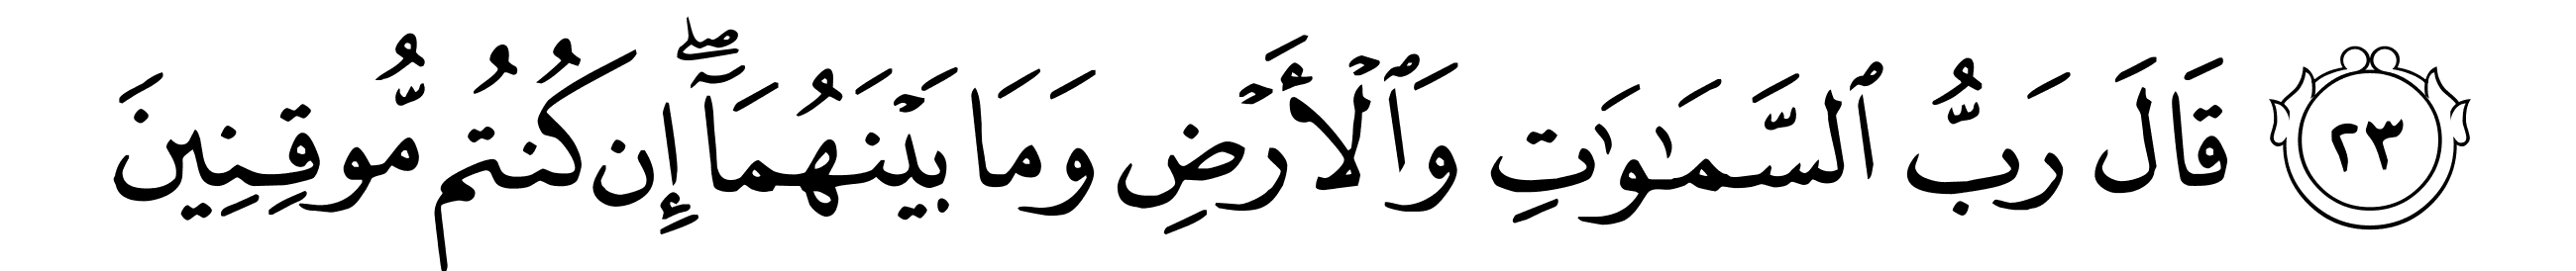 ٢٣ قَالَ رَبُّ ٱلسَّمَـٰوَٰتِ وَٱلْأَرْضِ وَمَا بَيْنَهُمَآ ۖ إِن كُنتُم مُّوقِنِينَ